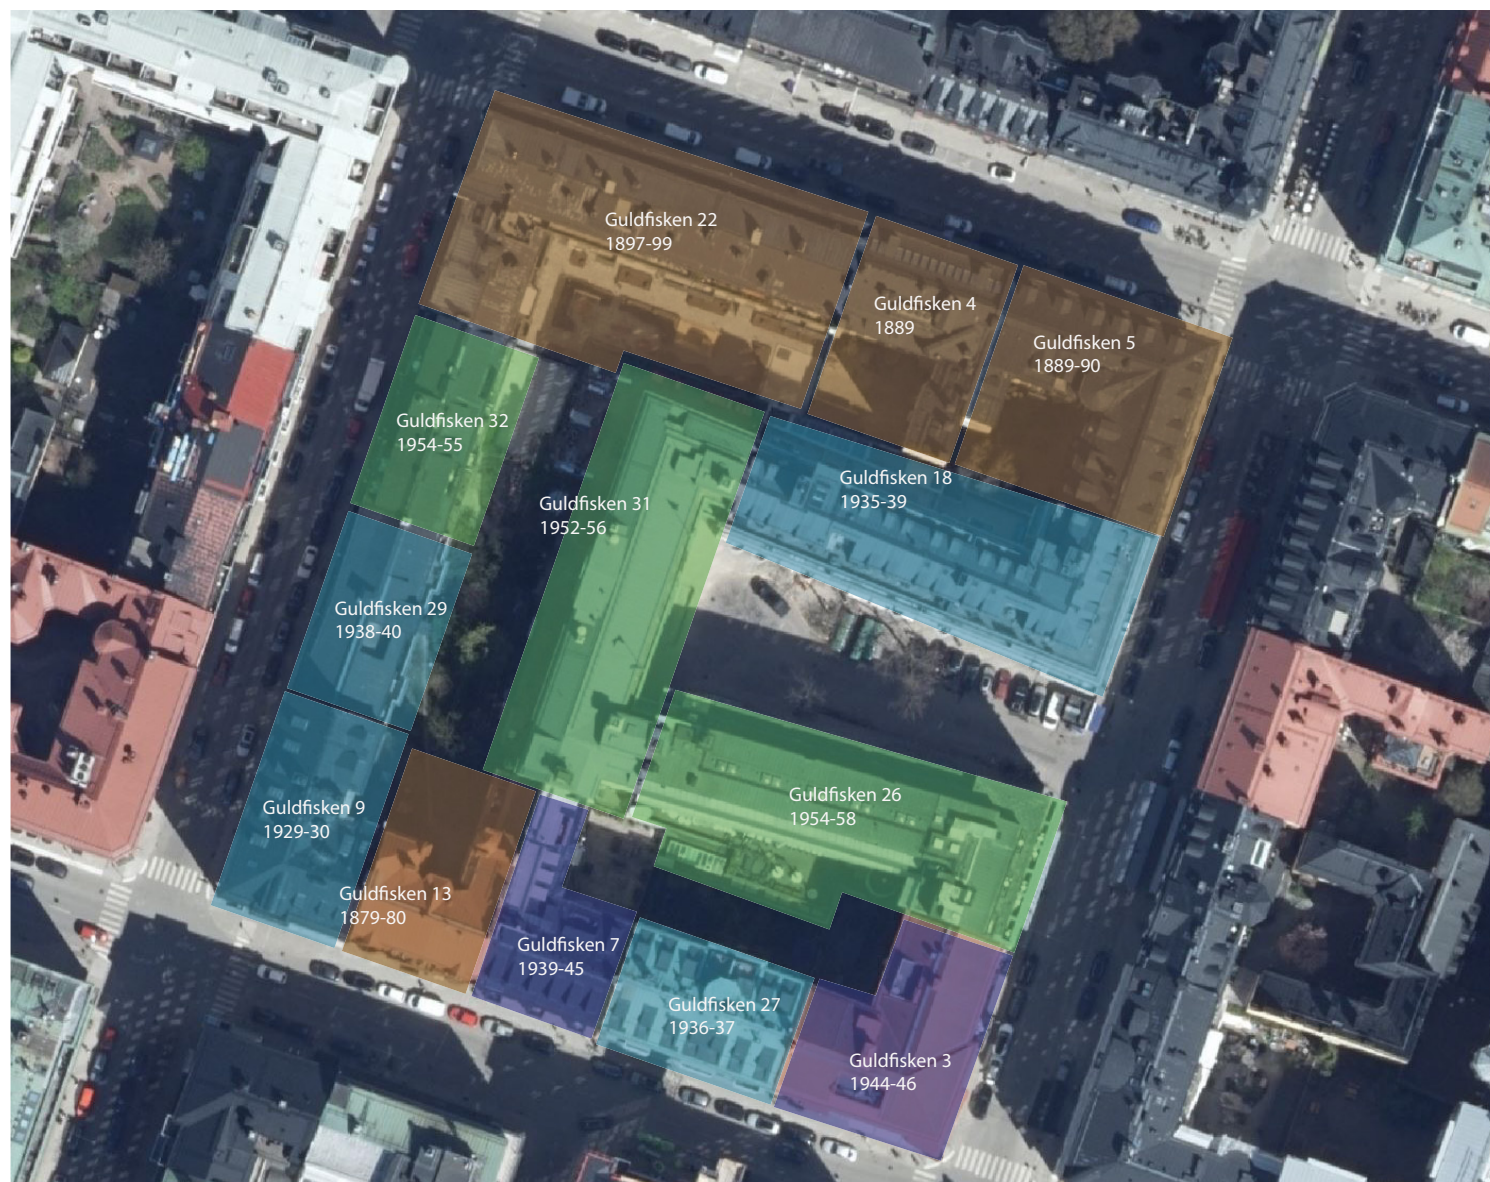 Guldfisken 22
1897-99
Guldfisken 4
1889
Guldfisken 5
1889-90
Guldfisken 32
1954-55
Guldfisken 31
1952-56
Guldfisken 18
1935-39
Guldfisken 29
1938-40
Guldfisken 9
1929-30
Guldfisken 26
1954-58
Guldfisken 13
1879-80
Guldfisken 7
1939-45
Guldfisken 27
1936-37
Guldfisken 3
1944-46